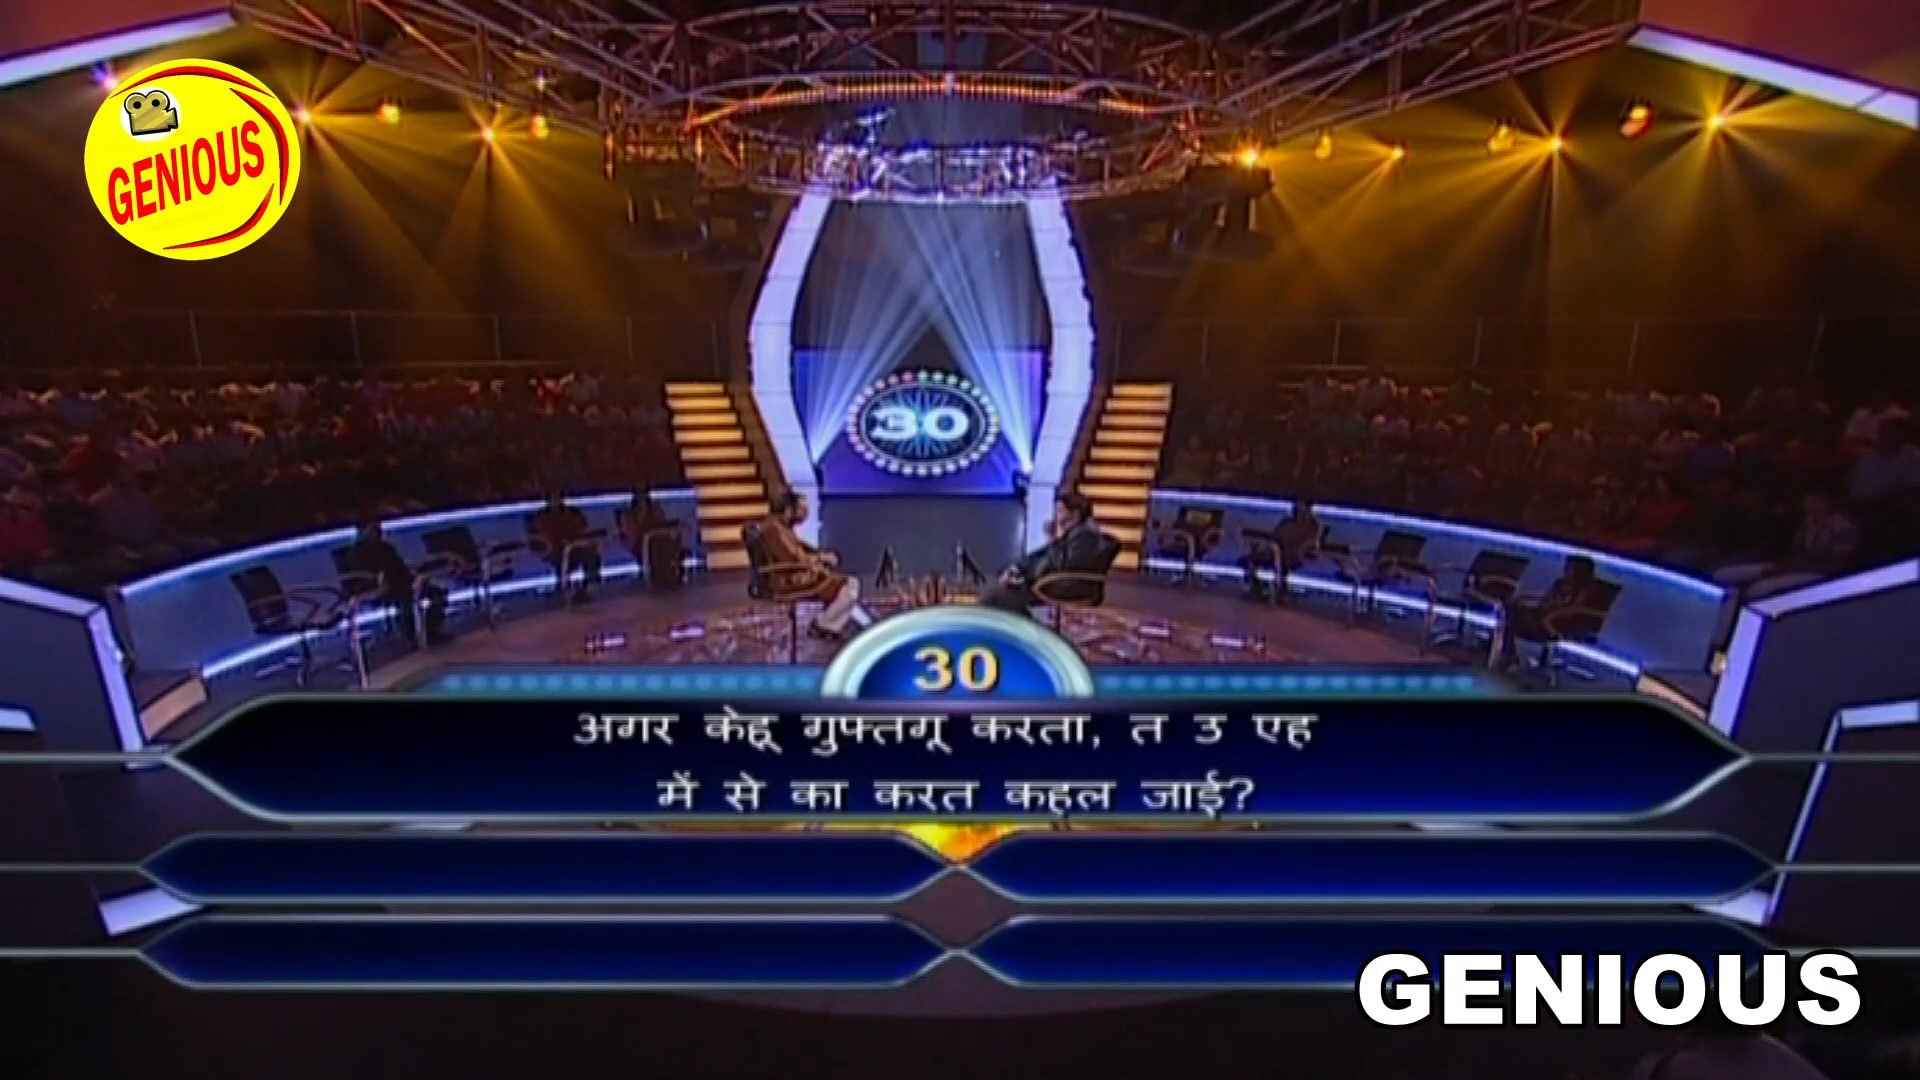 GENIOUS
30
30
अगर केहू गुफ्तगू करता, त उ एह
में से का करत कहल जाई?
GENIOUS